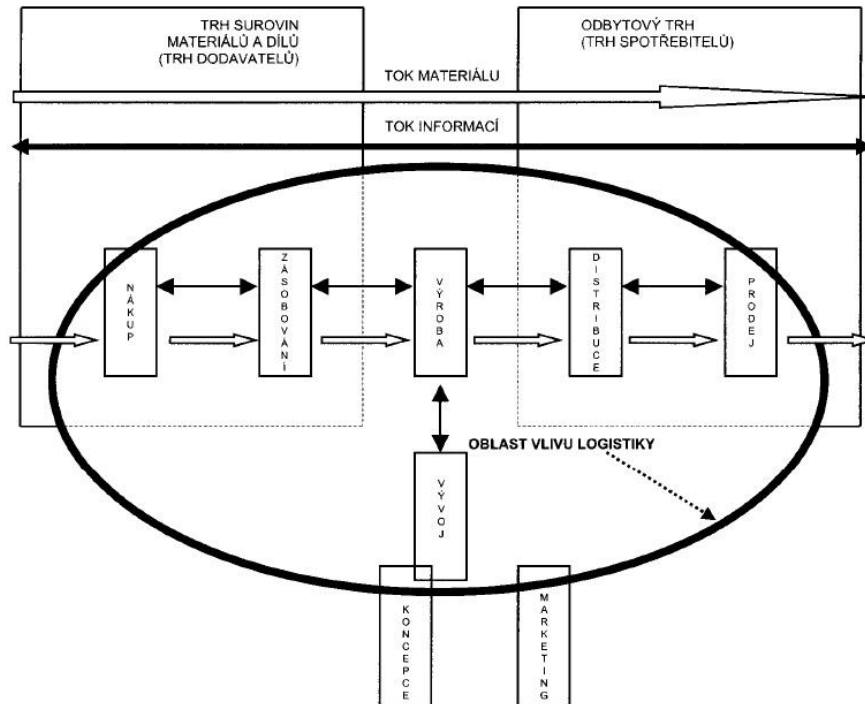 TRH SUROVIN
MATERIÁLŮ A DÍLŮ
(TRH DODAVATELŮ)
ODBYTOVÝ TRH
(TRH SPOTŘEBITELŮ)
TOK MATERIÁLU
TOK INFORMACÍ
NÁKUP
ZÁSOBOVÁNÍ
VÝROBA
DISTRIBUCE
PRODEJ
OBLAST VLIVU LOGISTIKY
VÝVOJ
KONCEPCE
MARKETING